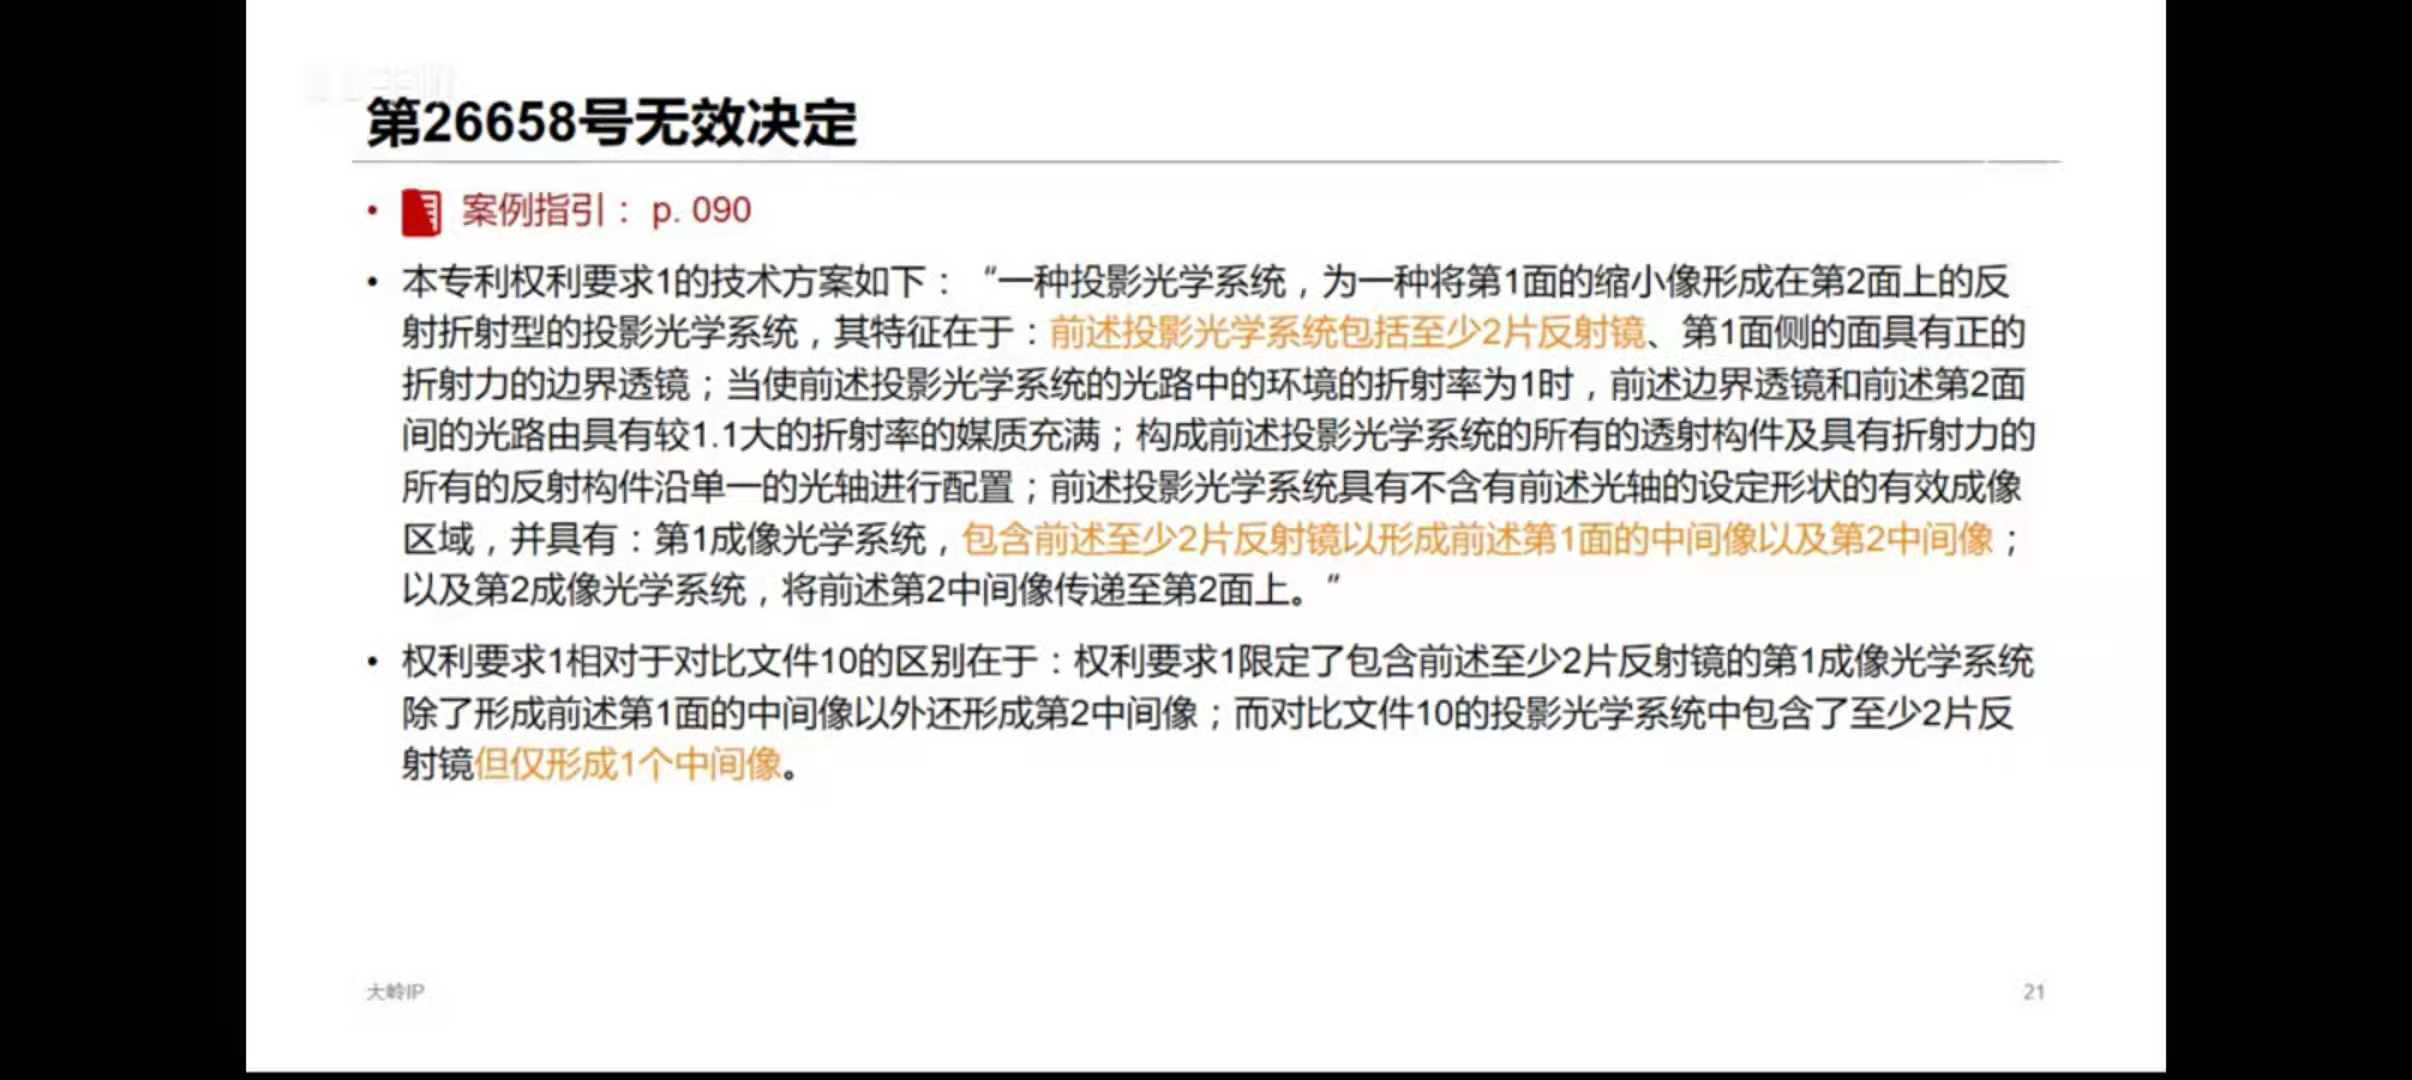 第26658号无效决定
• 案例指引： p. 090
• 本专利权利要求1的技术方案如下：“一种投影光学系统，为一种将第1面的缩小像形成在第2面上的反
射折射型的投影光学系统，其特征在于：前述投影光学系统包括至少2片反射镜、第1面侧的面具有正的
折射力的边界透镜；当使前述投影光学系统的光路中的环境的折射率为1时，前述边界透镜和前述第2面
间的光路由具有较1.1大的折射率的媒质充满；构成前述投影光学系统的所有的透射构件及具有折射力的
所有的反射构件沿单一的光轴进行配置；前述投影光学系统具有不含有前述光轴的设定形状的有效成像
区域，并具有：第1成像光学系统，包含前述至少2片反射镜以形成前述第1面的中间像以及第2中间像；
以及第2成像光学系统，将前述第2中间像传递至第2面上。”
• 权利要求1相对于对比文件10的区别在于：权利要求1限定了包含前述至少2片反射镜的第1成像光学系统
除了形成前述第1面的中间像以外还形成第2中间像；而对比文件10的投影光学系统中包含了至少2片反
射镜但仅形成1个中间像。
大岭IP
21